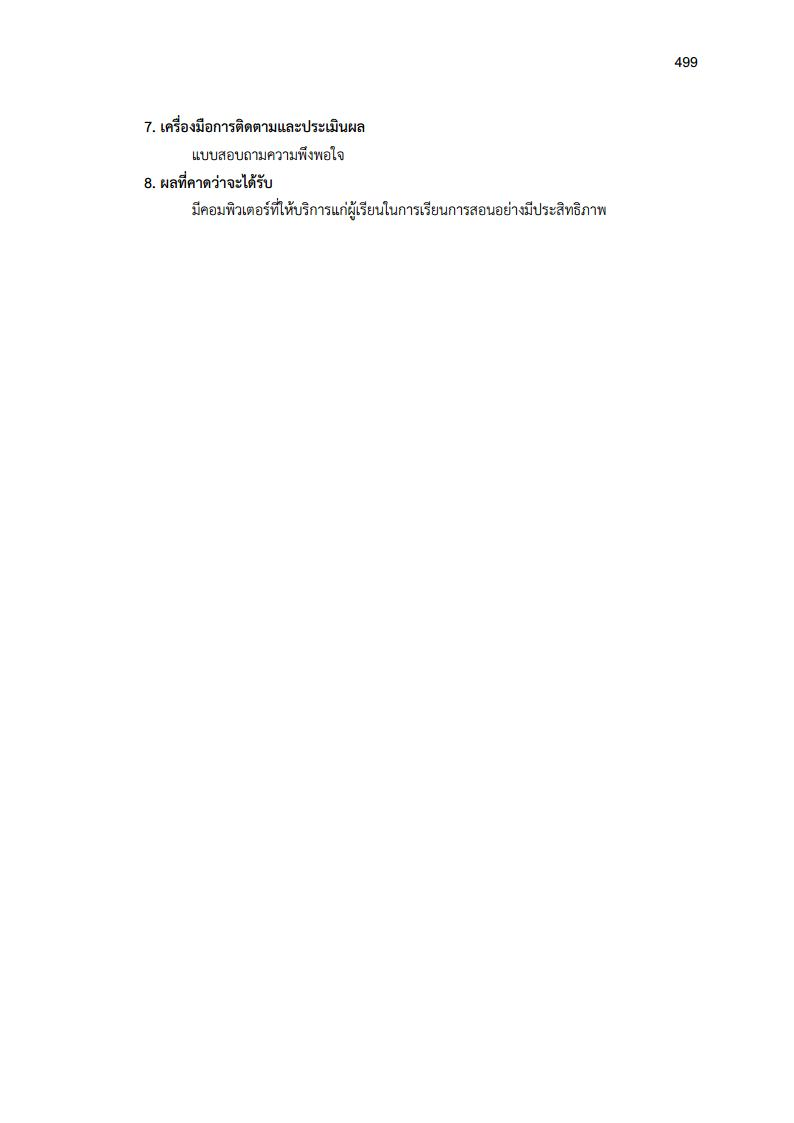 499
7. เครื่องมือการติดตามและประเมินผล
แบบสอบถามความพึงพอใจ
8. ผลที่คาดว่าจะได้รับ
มีคอมพิวเตอร์ที่ให้บริการแก่ผู้เรียนในการเรียนการสอนอย่างมีประสิทธิภาพ